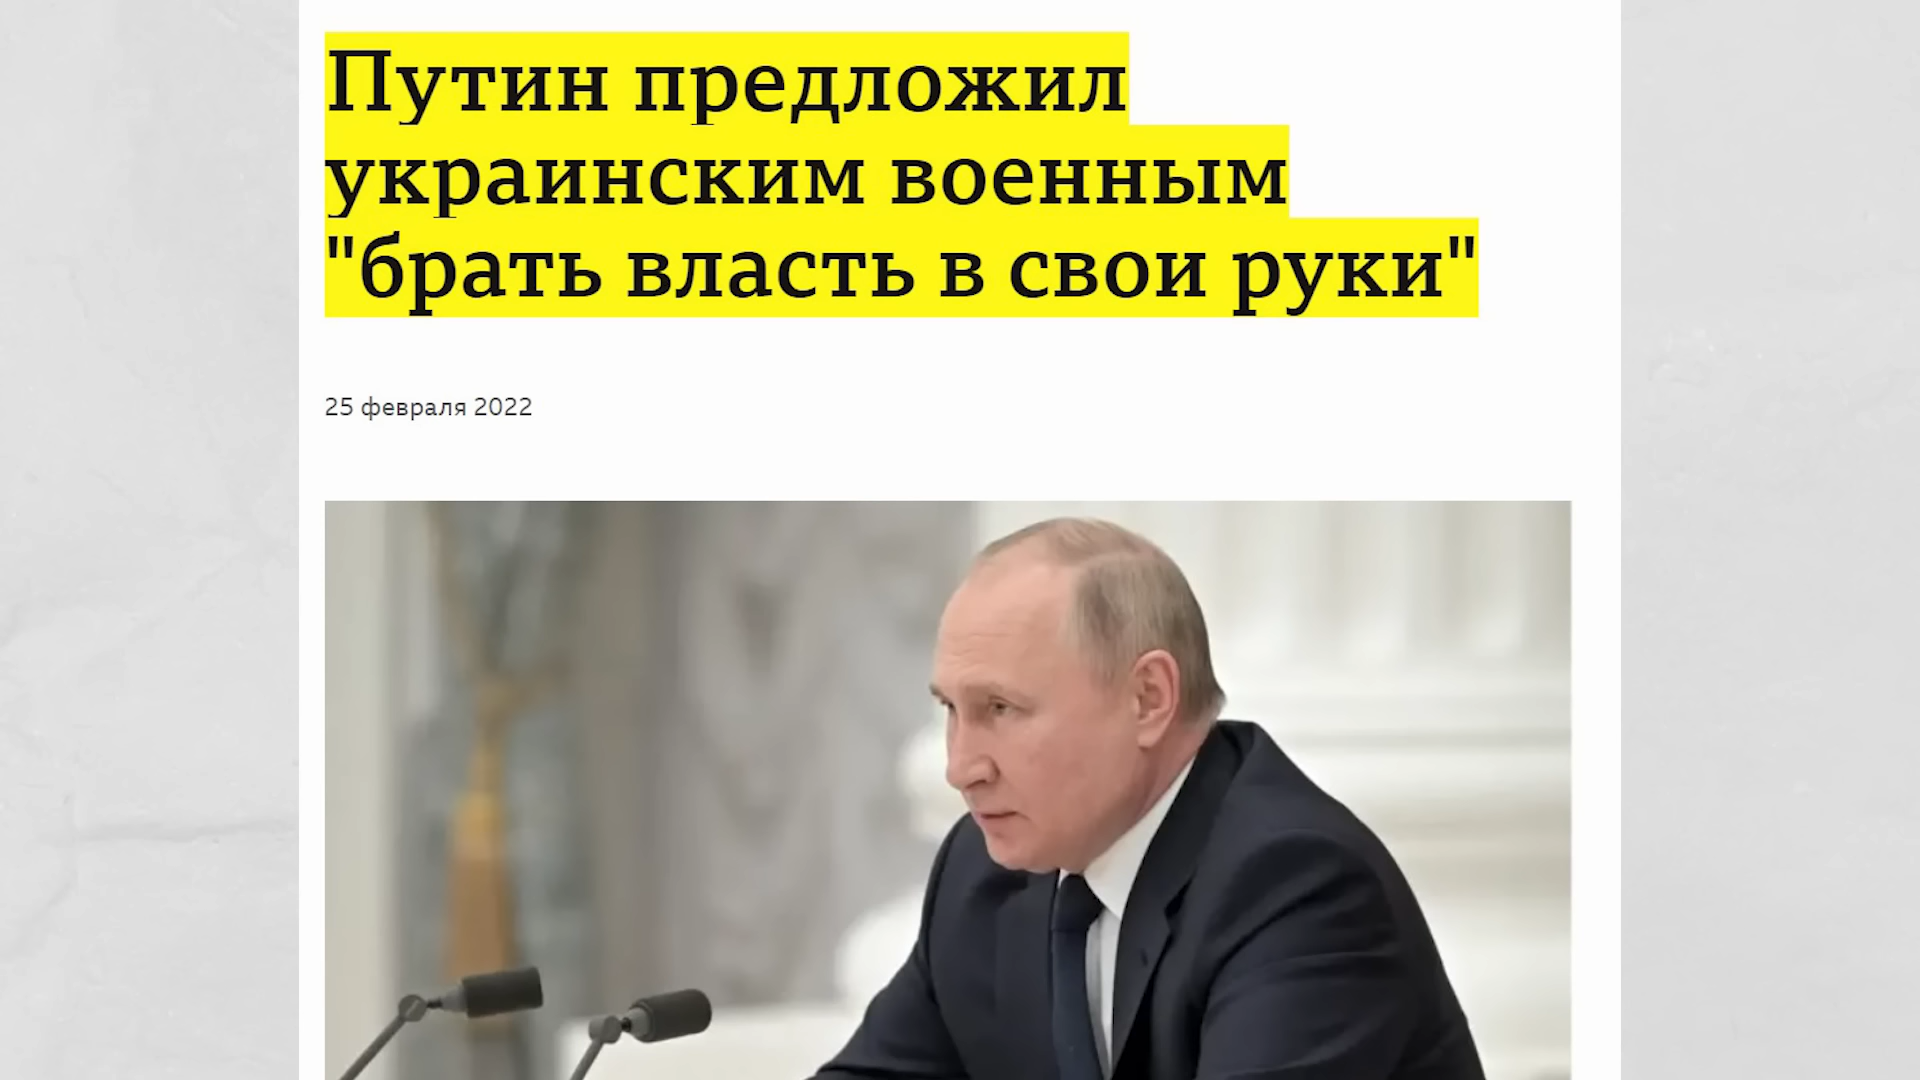 Путин предложил
украинским военным
"брать власть в свои руки"
25 февраля 2022